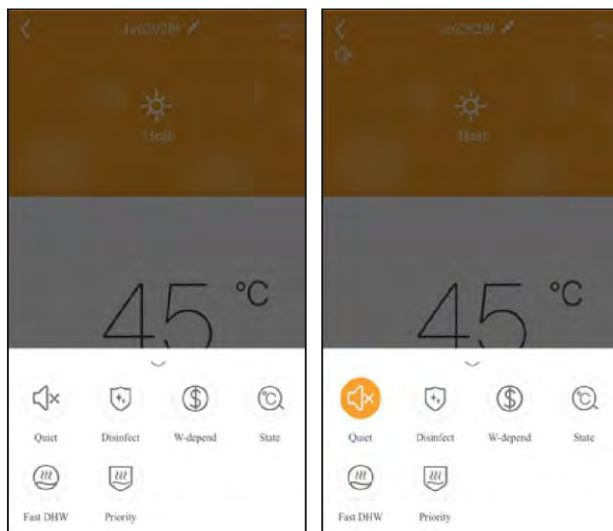 Heat
45 °C
Quiet
Disinfect
W-depend
State
Fast DHW
Priority
Heat
45 °C
Quiet
Disinfect
W-depend
State
Fast DHW
Priority